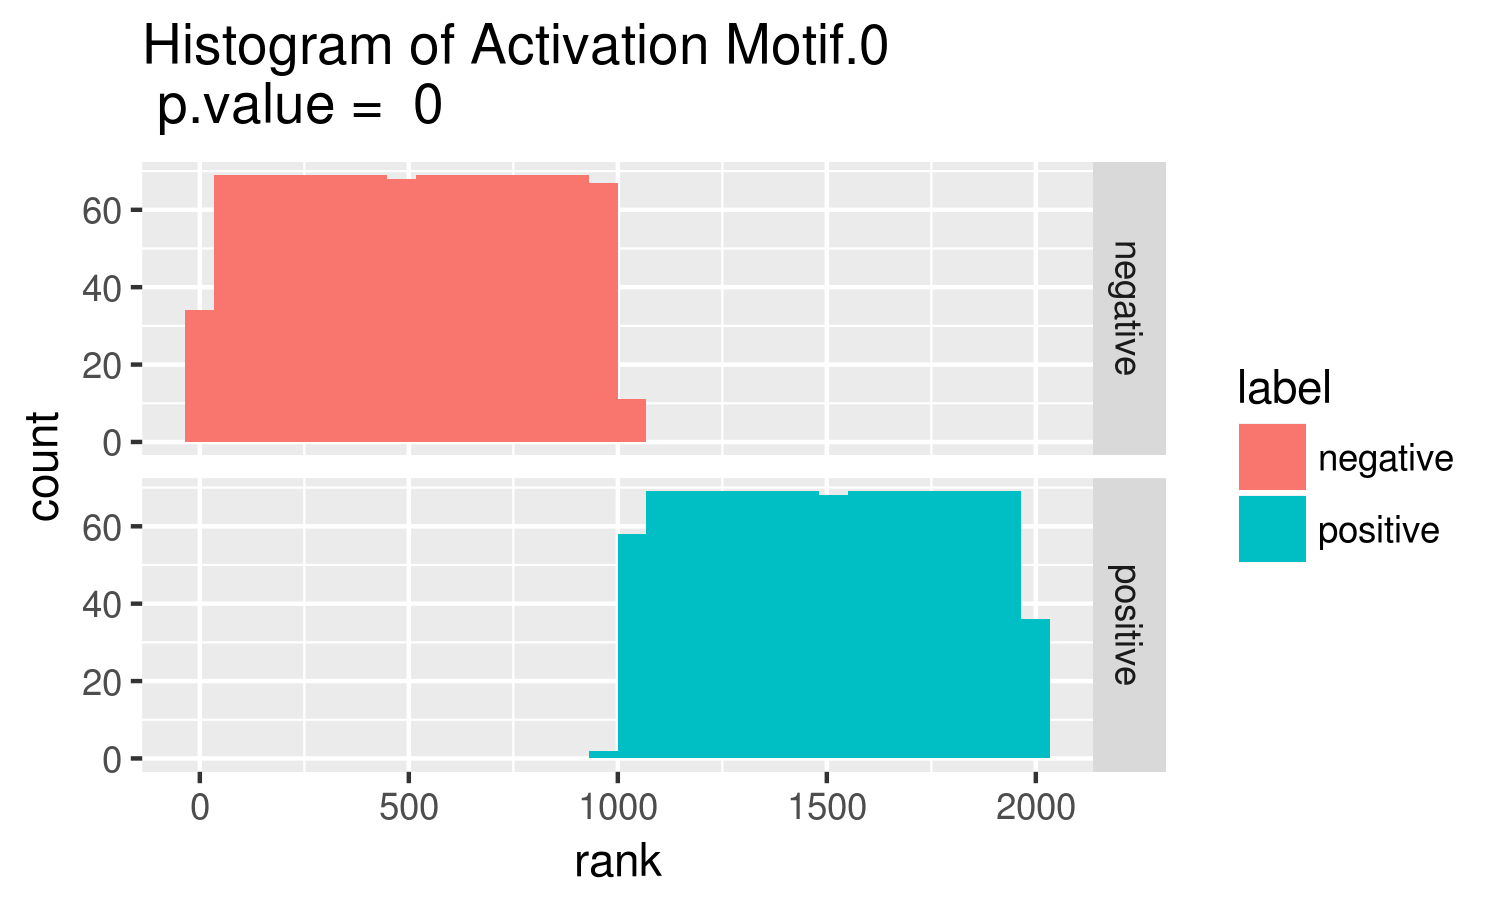 Histogram of Activation Motif.0
p.value =  0
60
40
20
0
negative
60
40
20
0
positive
count
0 500 1000 1500 2000
rank
label
negative
positive